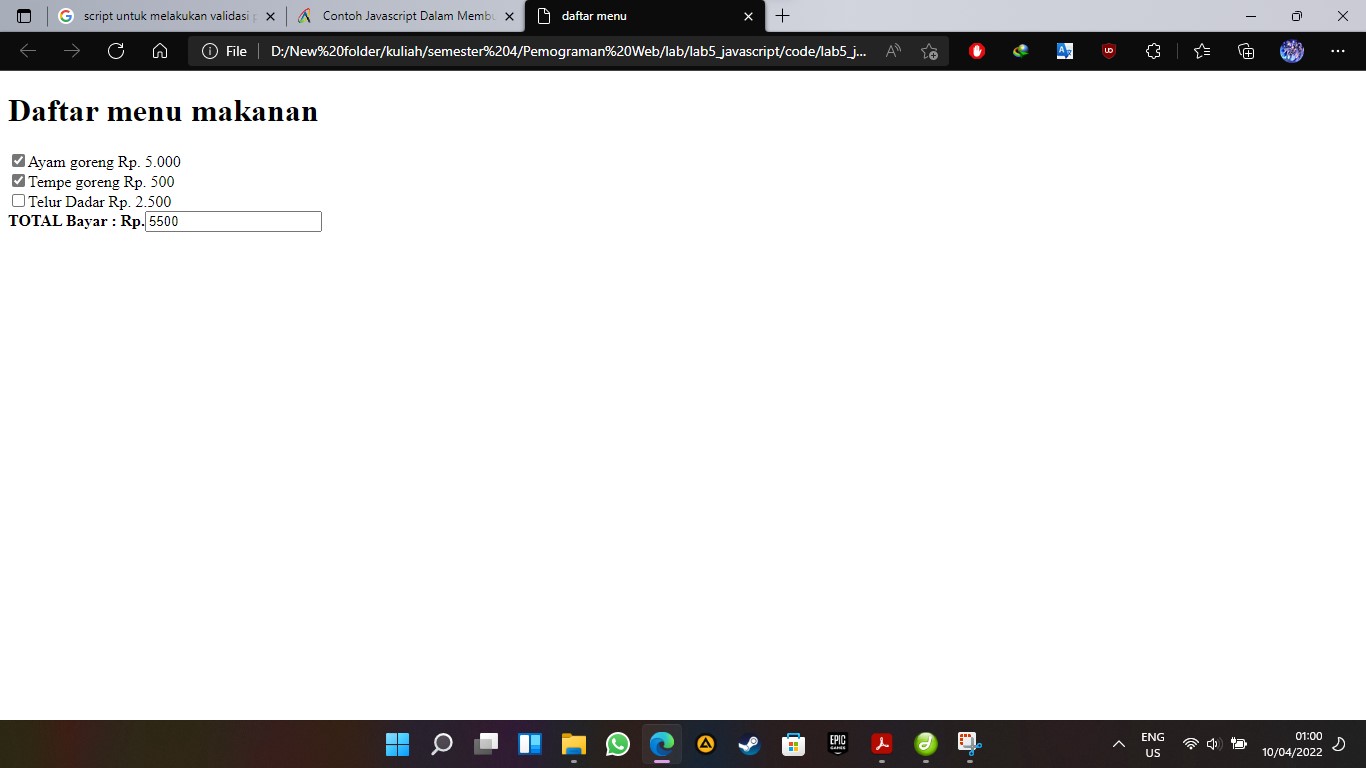 script untuk melakukan validasi
Contoh Javascript Dalam Memb
daftar menu
File
D:/New%20folder/kuliah/semester%204/Pemograman%20Web/lab/lab5_javascript/code/lab5_j...
Daftar menu makanan
Ayam goreng Rp. 5.000
Tempe goreng Rp. 500
Telur Dadar Rp. 2.500
TOTAL Bayar : Rp. 5500
EPIC GAMES
ENG
US
01:00
10/04/2022